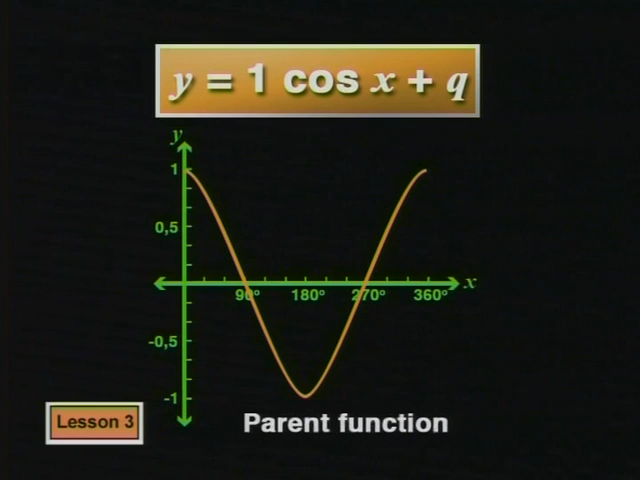 y = 1 cos x + q
y
1
0,5
x
90° 180° 270° 360°
-0,5
-1
Lesson 3
Parent function